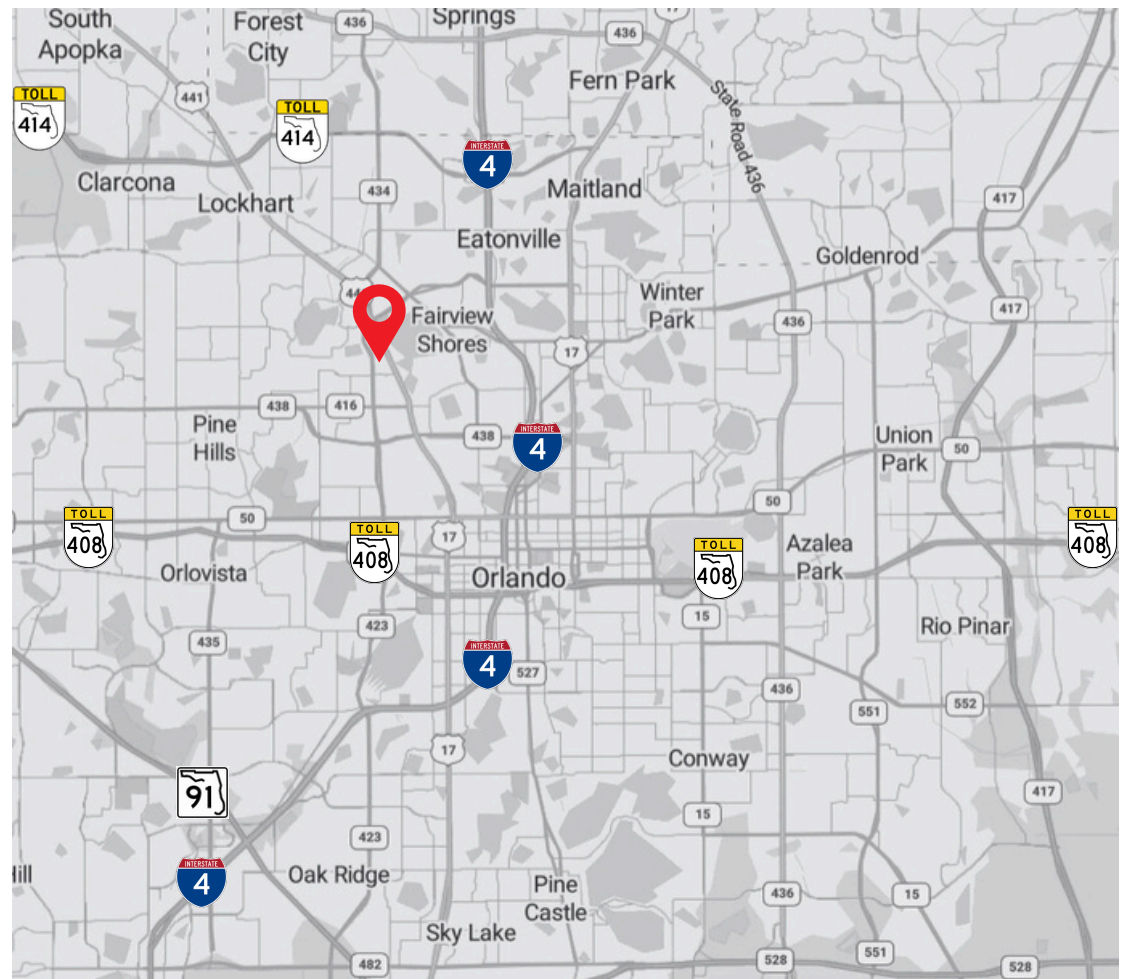 South
Apopka
Forest
City
436
Springs
436
17
Fern Park
441
TOLL
414
TOLL
414
State Road 436
INTERSTATE
4
Clarcona
Lockhart
434
Maitland
417
Eatonville
Goldenrod
44
Winter
Park
Fairview
Shores
436
417
17
438
416
Pine
Hills
438
INTERSTATE
4
Union
Park
50
50
TOLL
408
50
TOLL
408
17
TOLL
408
Azalea
Park
TOLL
408
Orlovista
Orlando
15
423
435
Rio Pinar
INTERSTATE
4
527
436
551
552
17
Conway
91
417
15
423
INTERSTATE
4
Oak Ridge
Pine
Castle
436
15
Sky Lake
482
528
551
528